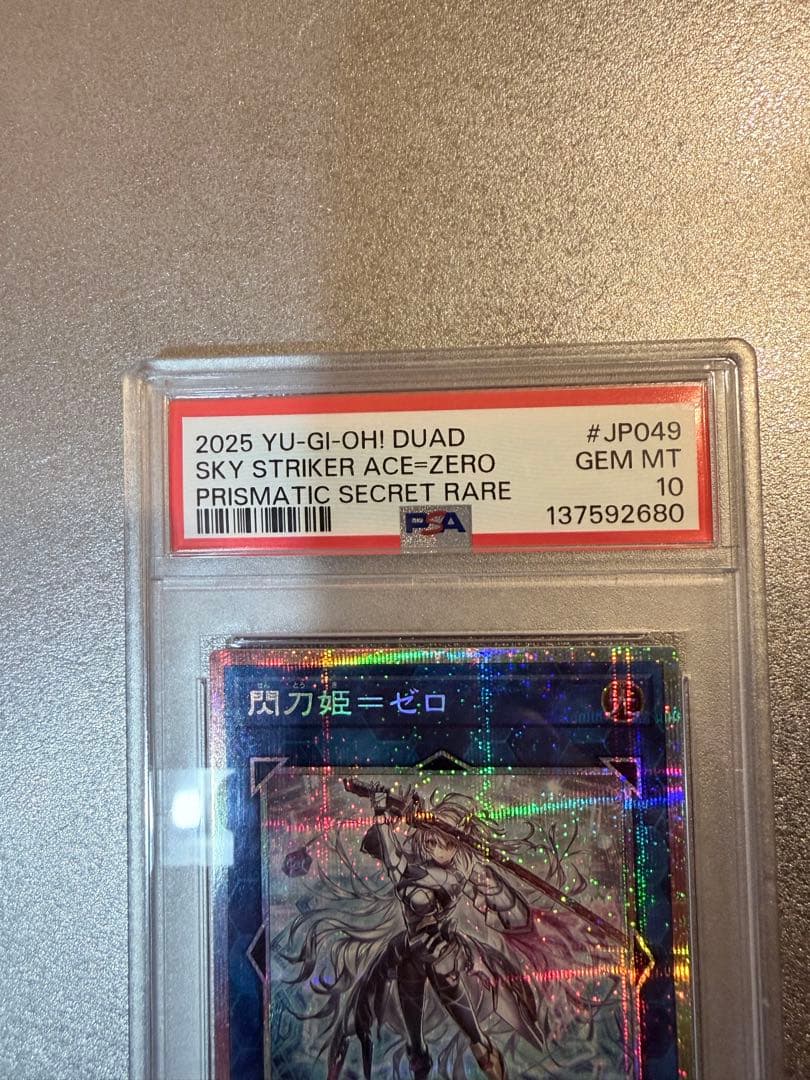 2025 YU-GI-OH! DUAD #JP049
SKY STRIKER ACE=ZERO GEM MT
PRISMATIC SECRET RARE 10
PSA 137592680
閃刀姫=ゼロ 光